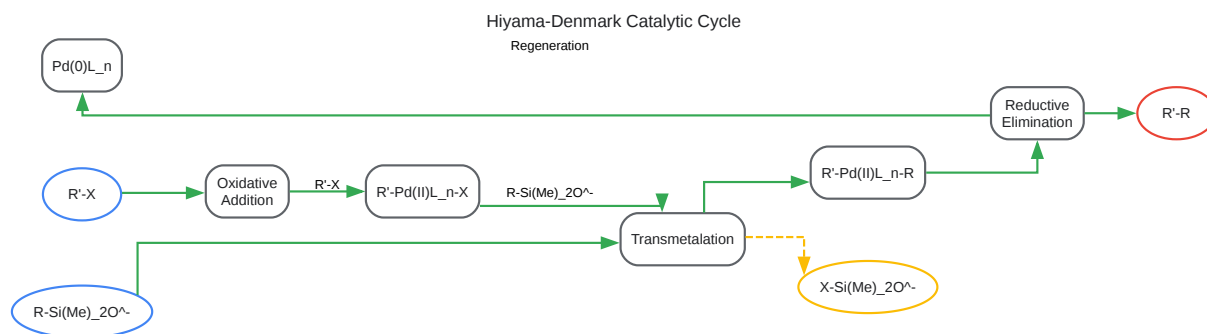 Hiyama-Denmark Catalytic Cycle
Regeneration
Pd(0)L_n
Reductive
Elimination
R'-R
R'-X
Oxidative
Addition
R'-X
R'-Pd(II)L_n-X
R-Si(Me)_2O^-
R'-Pd(II)L_n-R
Transmetalation
X-Si(Me)_2O^-
R-Si(Me)_2O^-